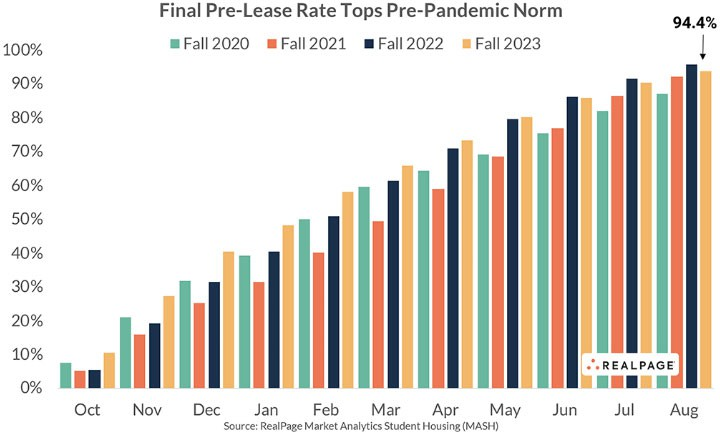 Final Pre-Lease Rate Tops Pre-Pandemic Norm
94.4%
Fall 2020 Fall 2021 Fall 2022 Fall 2023
100%
90%
80%
70%
60%
50%
40%
30%
20%
10%
0%
REALPAGE
Oct Nov Dec Jan Feb Mar Apr May Jun Jul Aug
Source: RealPage Market Analytics Student Housing (MASH)